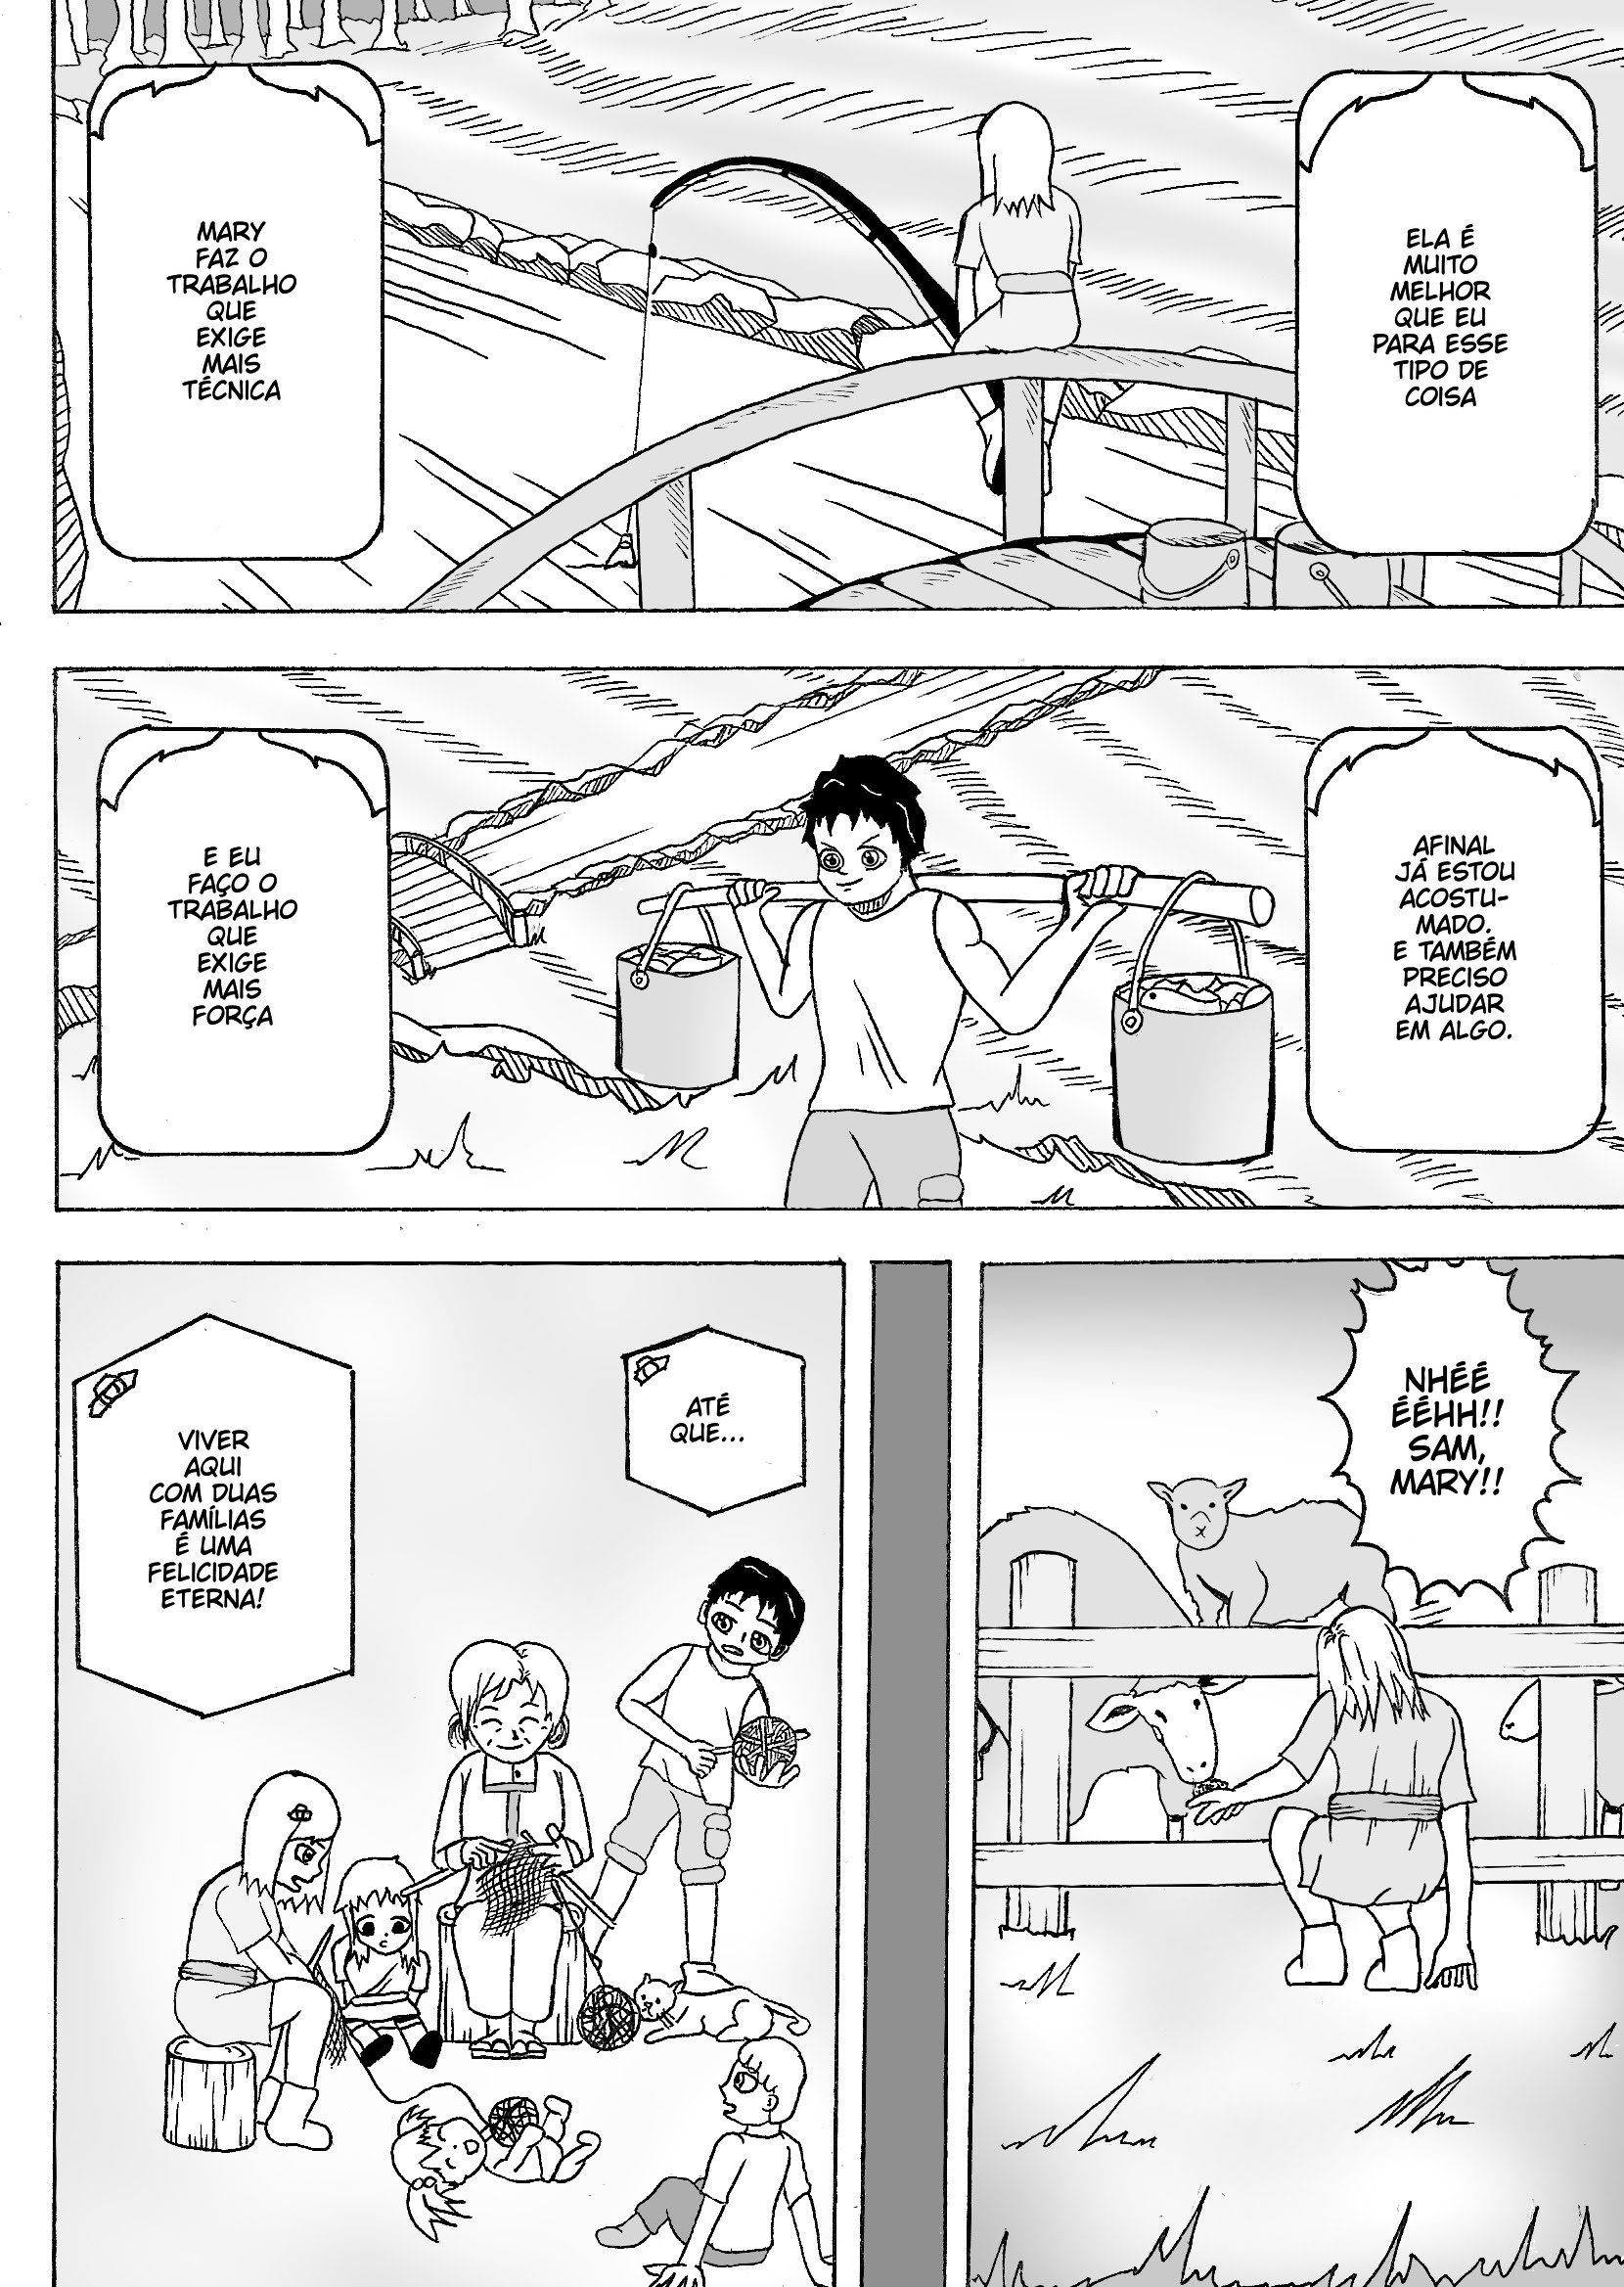 MARY
FAZ O
TRABALHO
QUE
EXIGE
MAIS
TÉCNICA
ELA É
MUITO
MELHOR
QUE EU
PARA ESSE
TIPO DE
COISA
E EU
FAÇO O
TRABALHO
QUE
EXIGE
MAIS
FORÇA
AFINAL
JÁ ESTOU
ACOSTU-
MADO.
E TAMBÉM
PRECISO
AJUDAR
EM ALGO.
VIVER
AQUI
COM DUAS
FAMÍLIAS
É UMA
FELICIDADE
ETERNA!
ATÉ
QUE...
NHÉÉ
ÉÉHH!!
SAM,
MARY!!